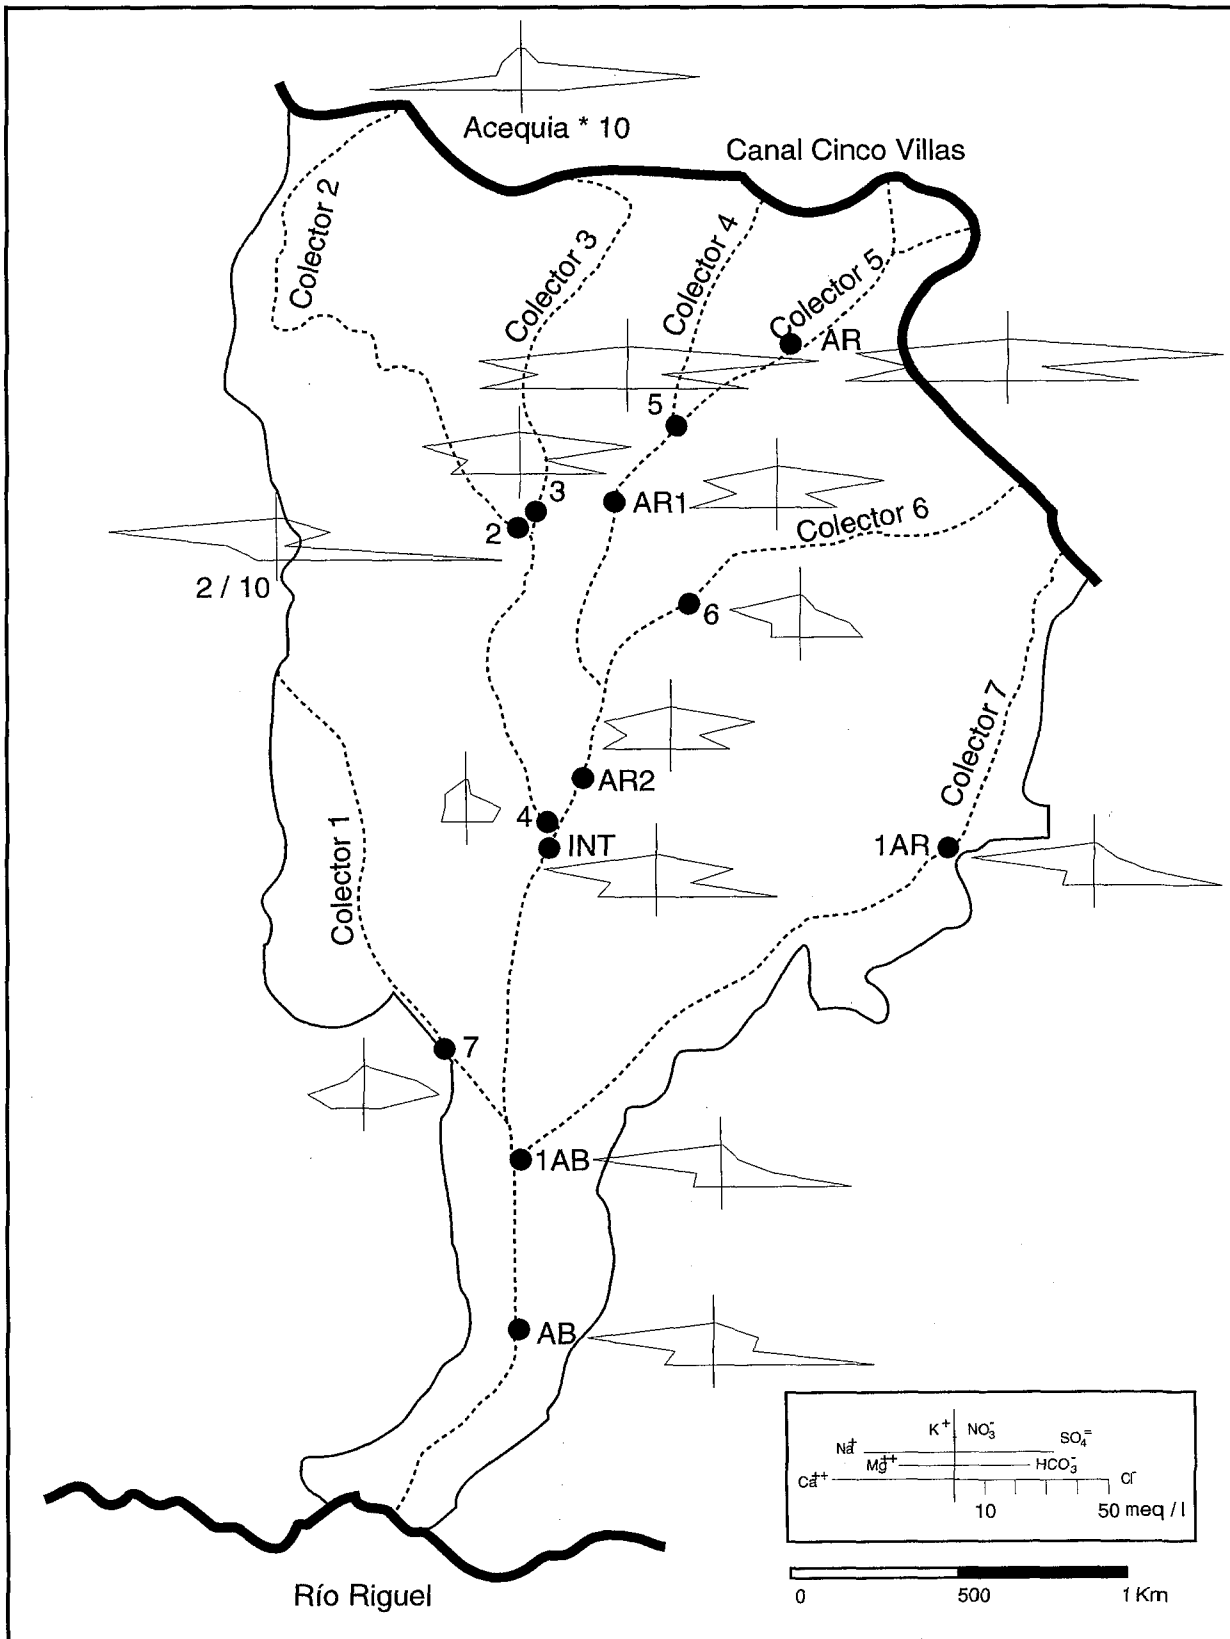 Acequia * 10
Canal Cinco Villas
Colector 2
Colector 3
Colector 4
Colector 5
AR
5
3
2
AR1
Colector 6
2 / 10
6
Colector 7
AR2
4
INT
1AR
Colector 1
7
1AB
AB
K+ NO3-
Na+ SO4=
Mg++ HCO3-
Ca++ Cl-
10 50 meq / l
0 500 1 Km
Río Riguel